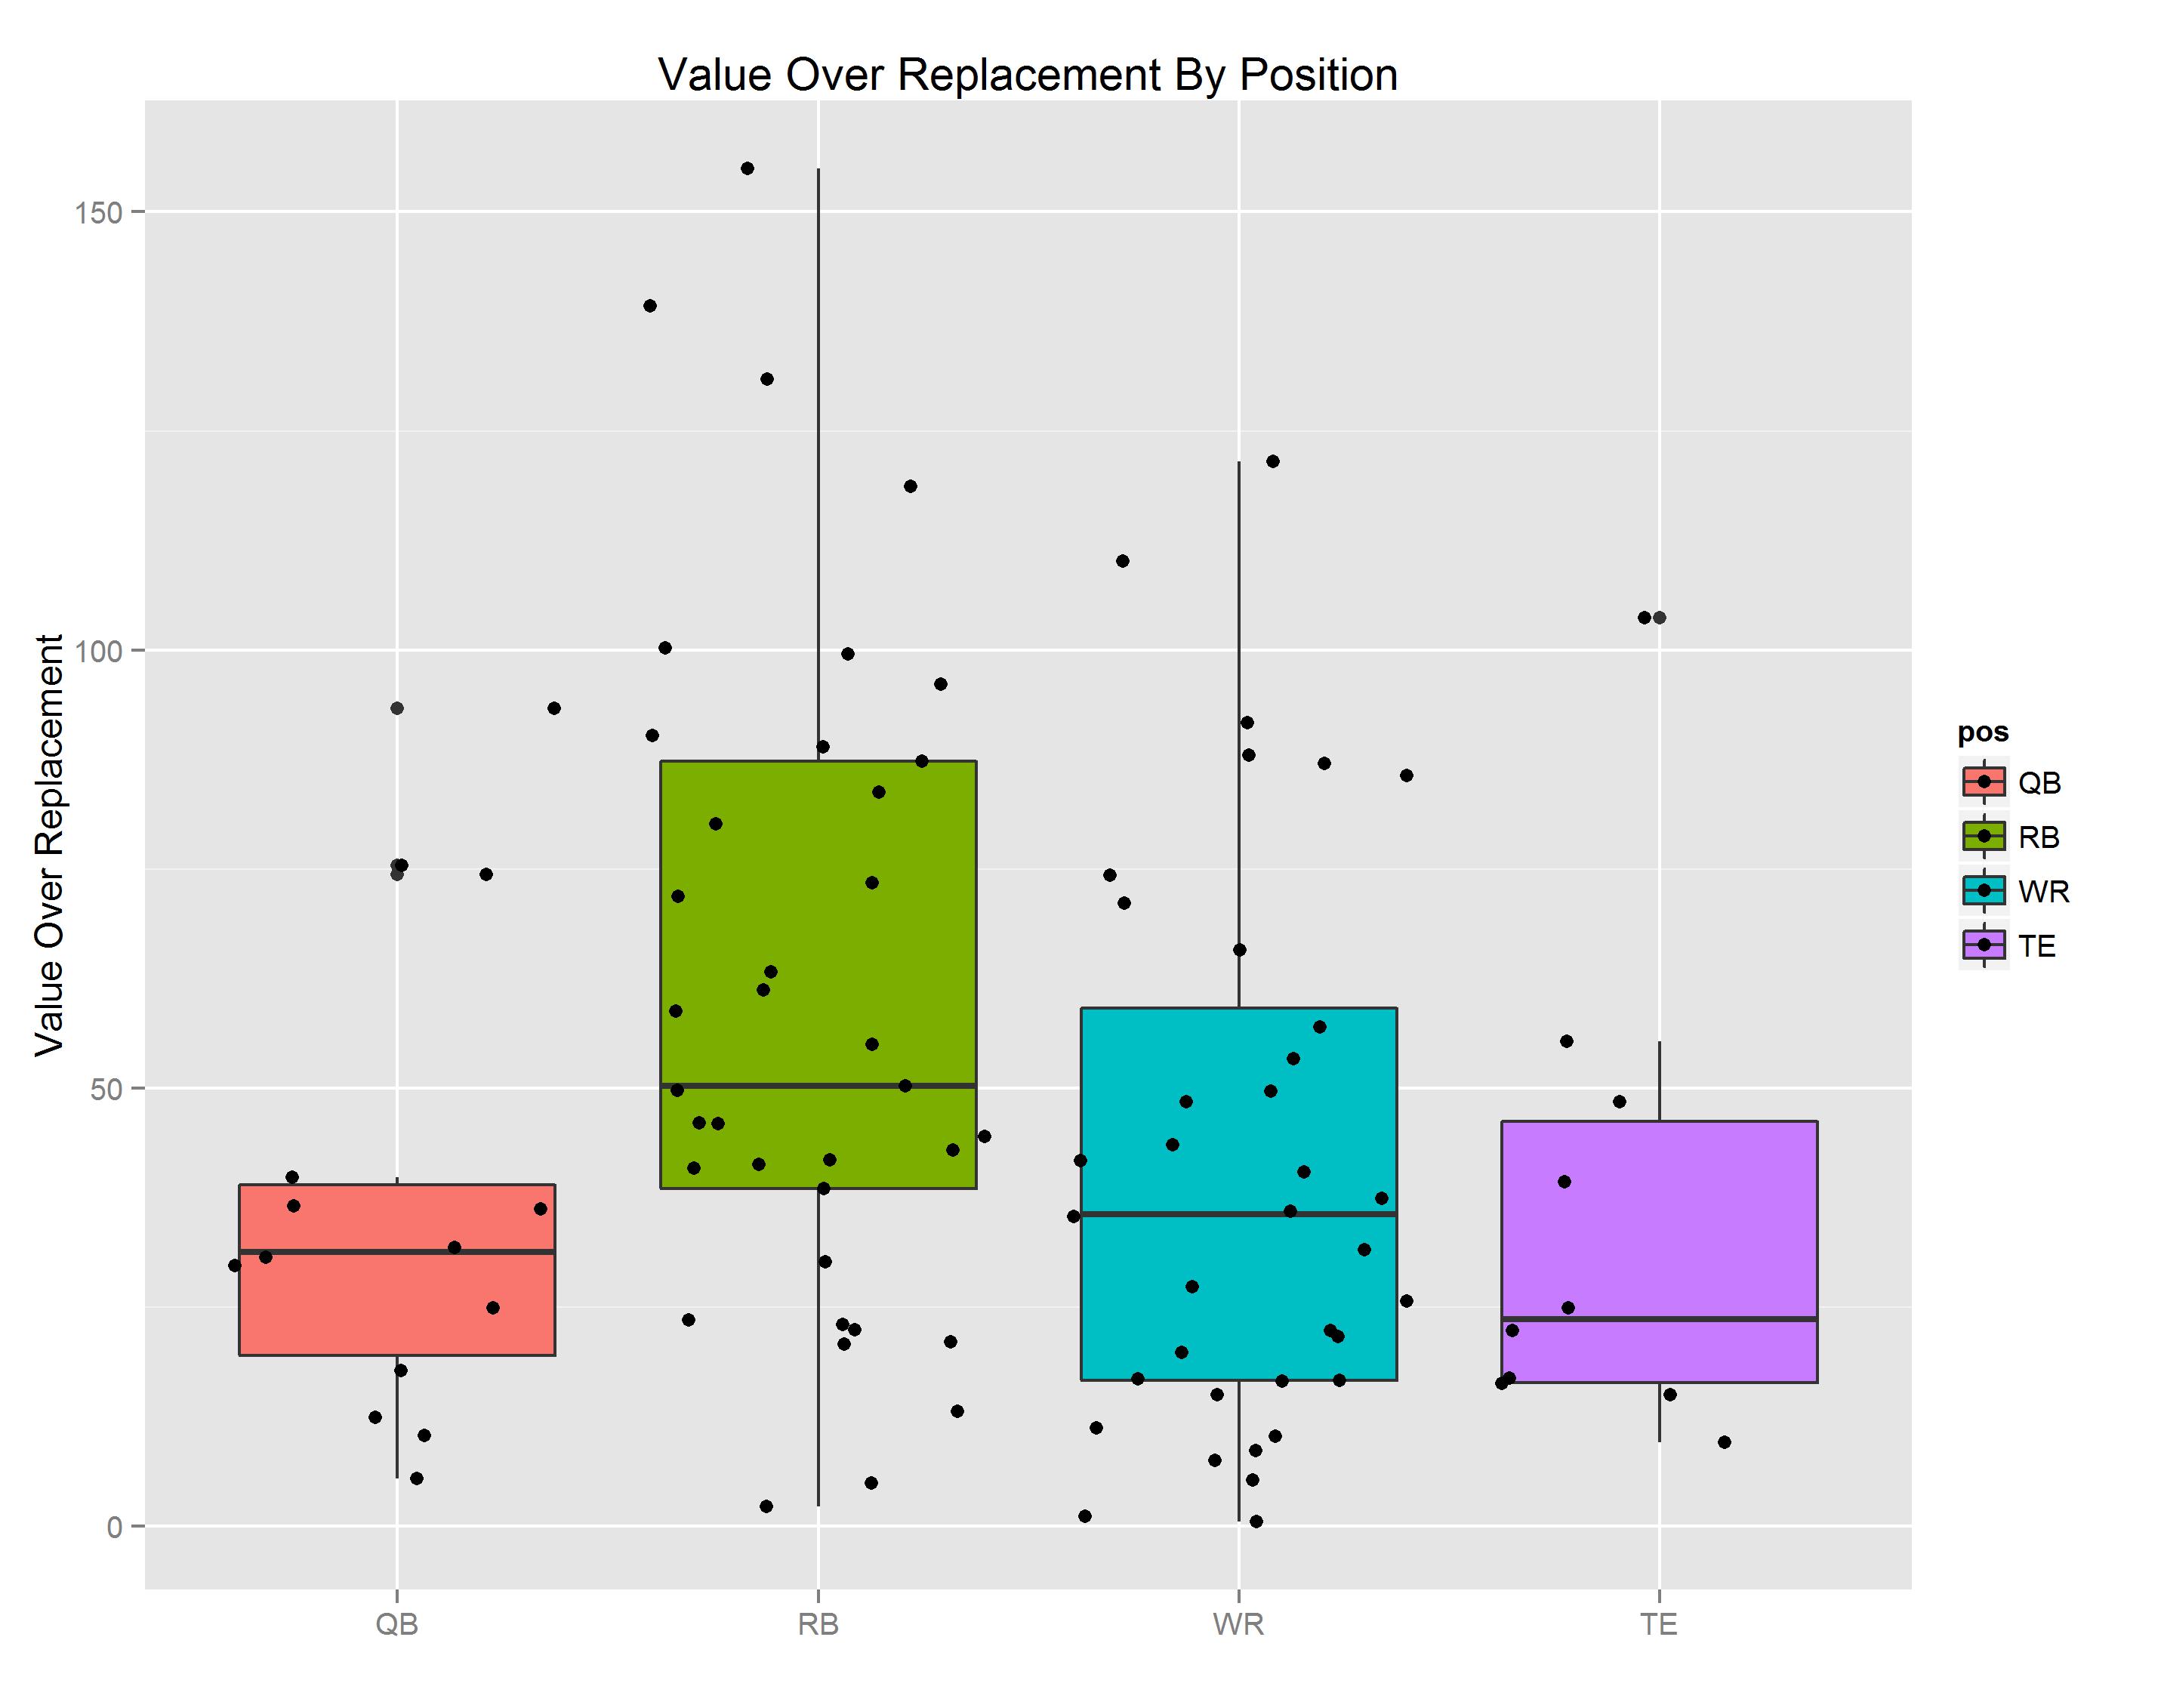 Value Over Replacement By Position
Value Over Replacement
150
100
50
0
QB
RB
WR
TE
pos
QB
RB
WR
TE